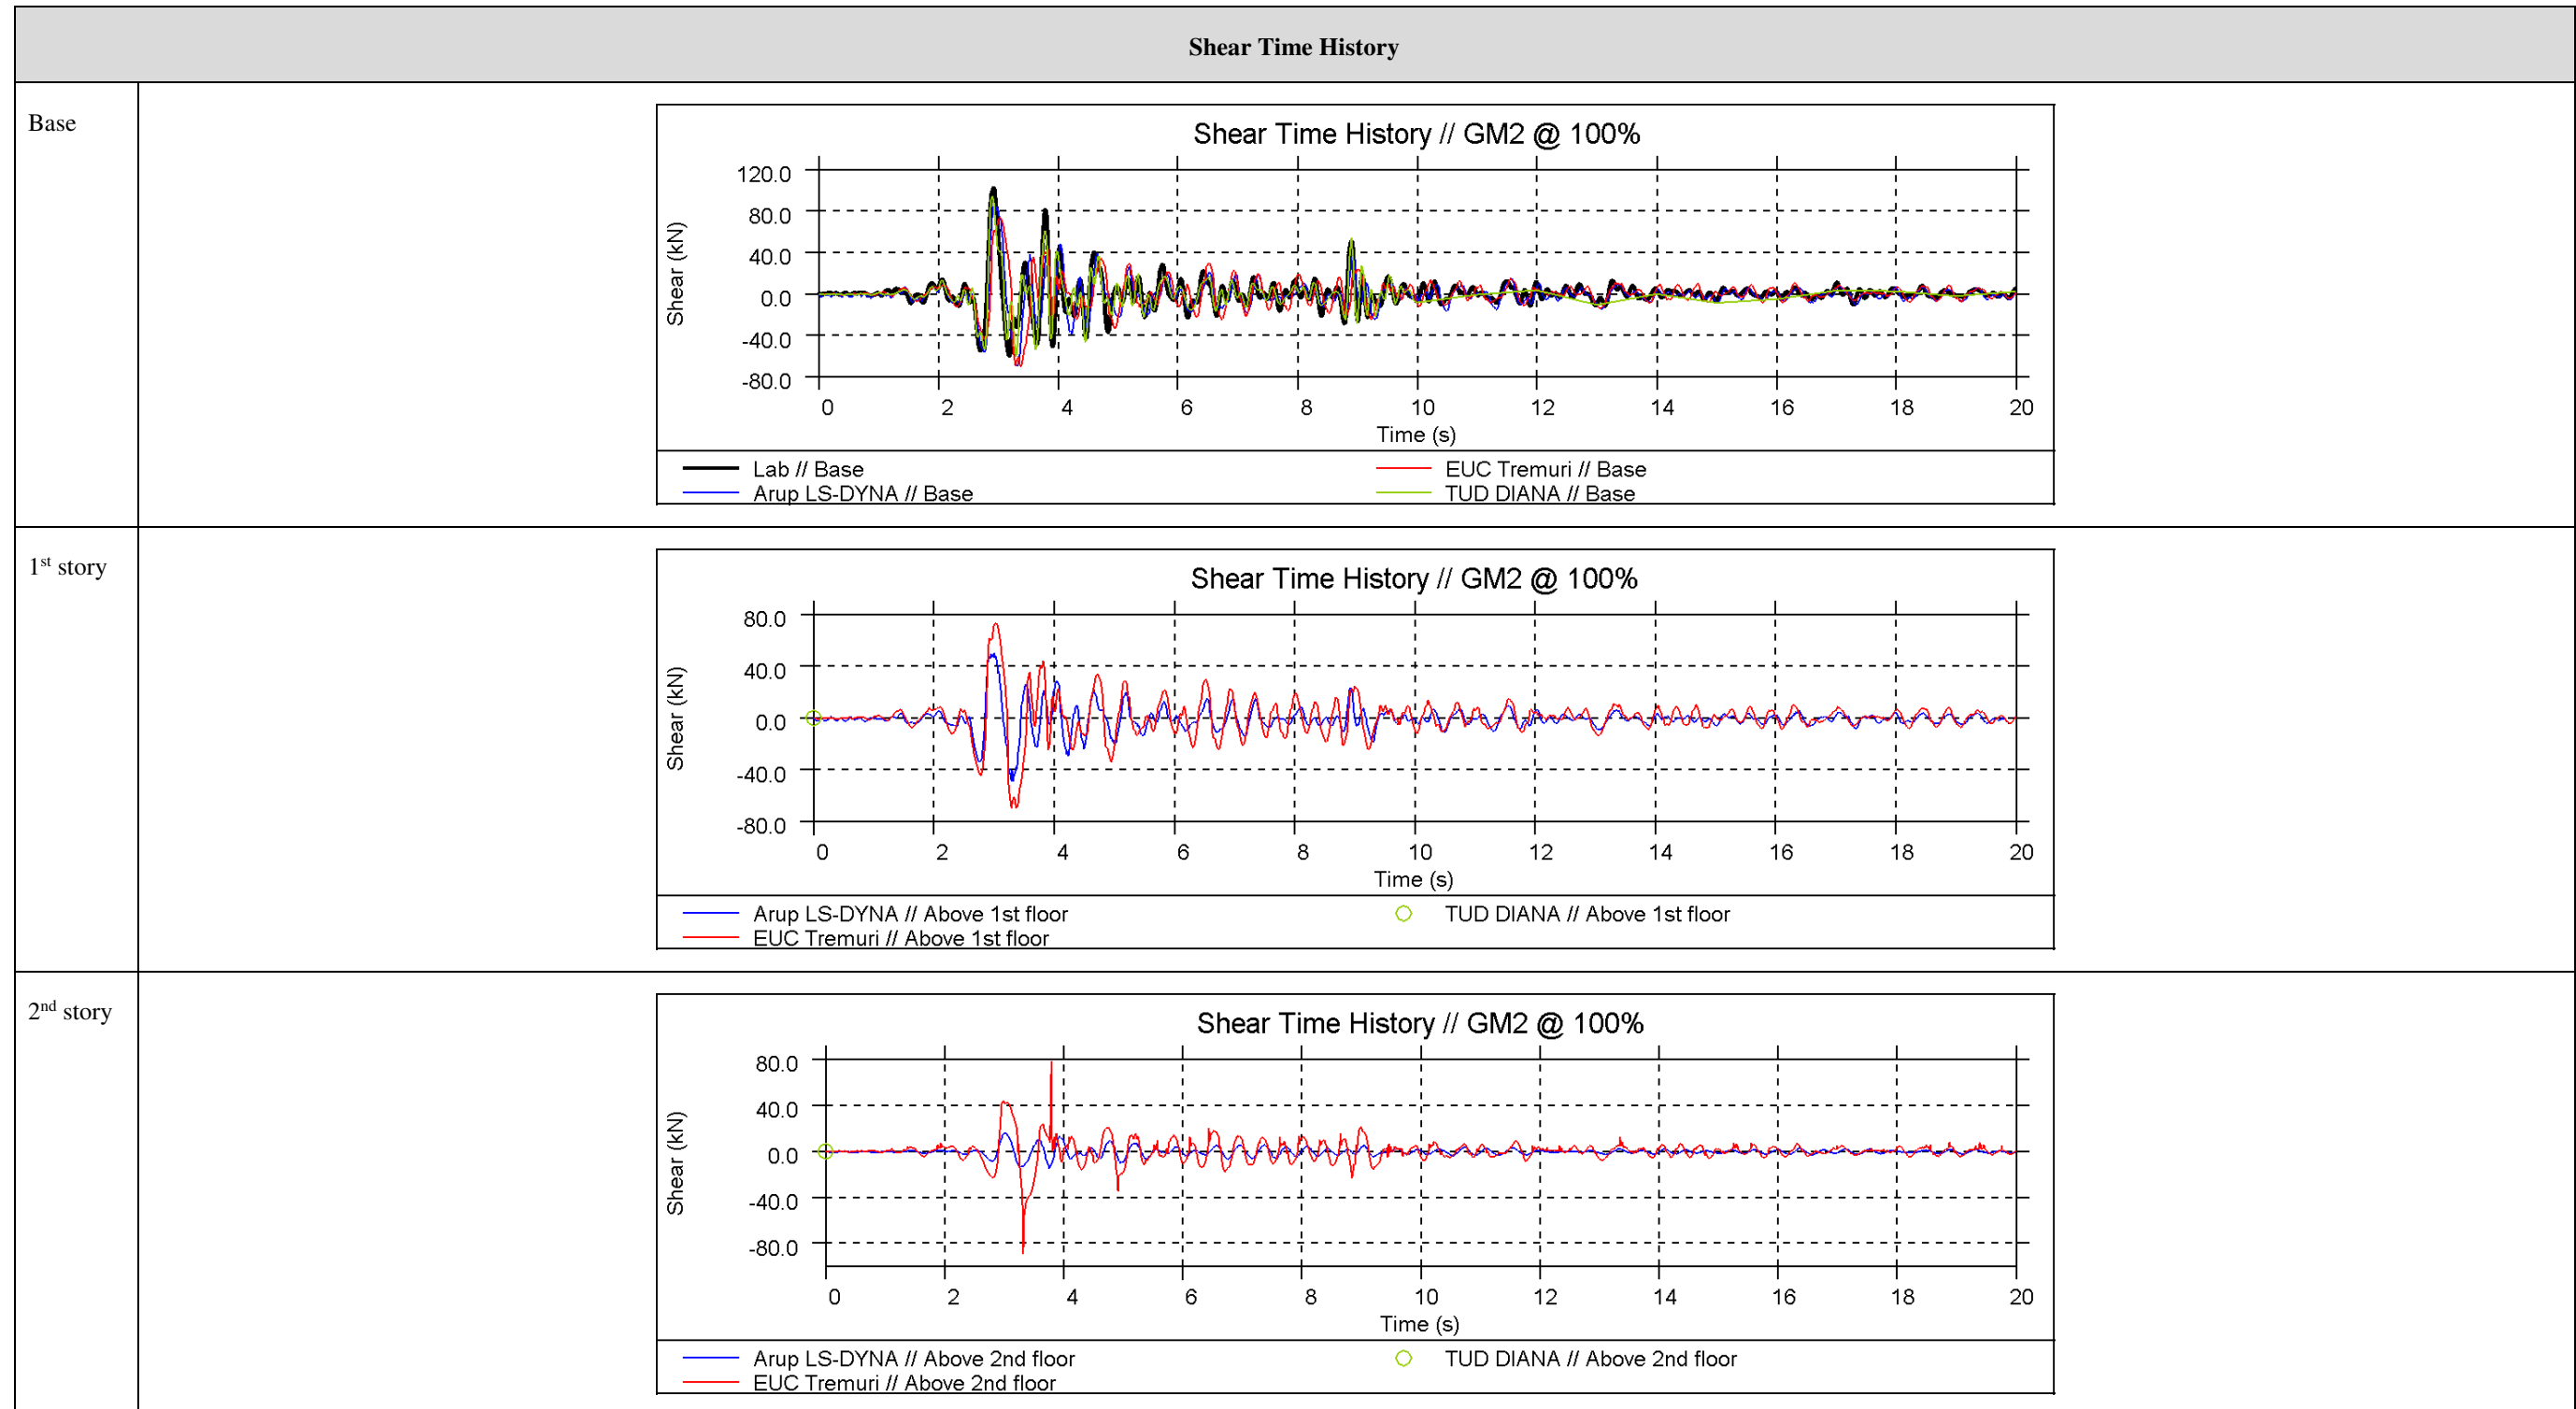 Shear Time History
Base
Shear Time History // GM2 @ 100%
120.0
80.0
40.0
0.0
-40.0
-80.0
Shear (kN)
0 2 4 6 8 10 12 14 16 18 20
Time (s)
Lab // Base
EUC Tremuri // Base
Arup LS-DYNA // Base
TUD DIANA // Base
1st story
Shear Time History // GM2 @ 100%
80.0
40.0
0.0
-40.0
-80.0
Shear (kN)
0 2 4 6 8 10 12 14 16 18 20
Time (s)
Arup LS-DYNA // Above 1st floor
TUD DIANA // Above 1st floor
EUC Tremuri // Above 1st floor
2nd story
Shear Time History // GM2 @ 100%
80.0
40.0
0.0
-40.0
-80.0
Shear (kN)
0 2 4 6 8 10 12 14 16 18 20
Time (s)
Arup LS-DYNA // Above 2nd floor
TUD DIANA // Above 2nd floor
EUC Tremuri // Above 2nd floor